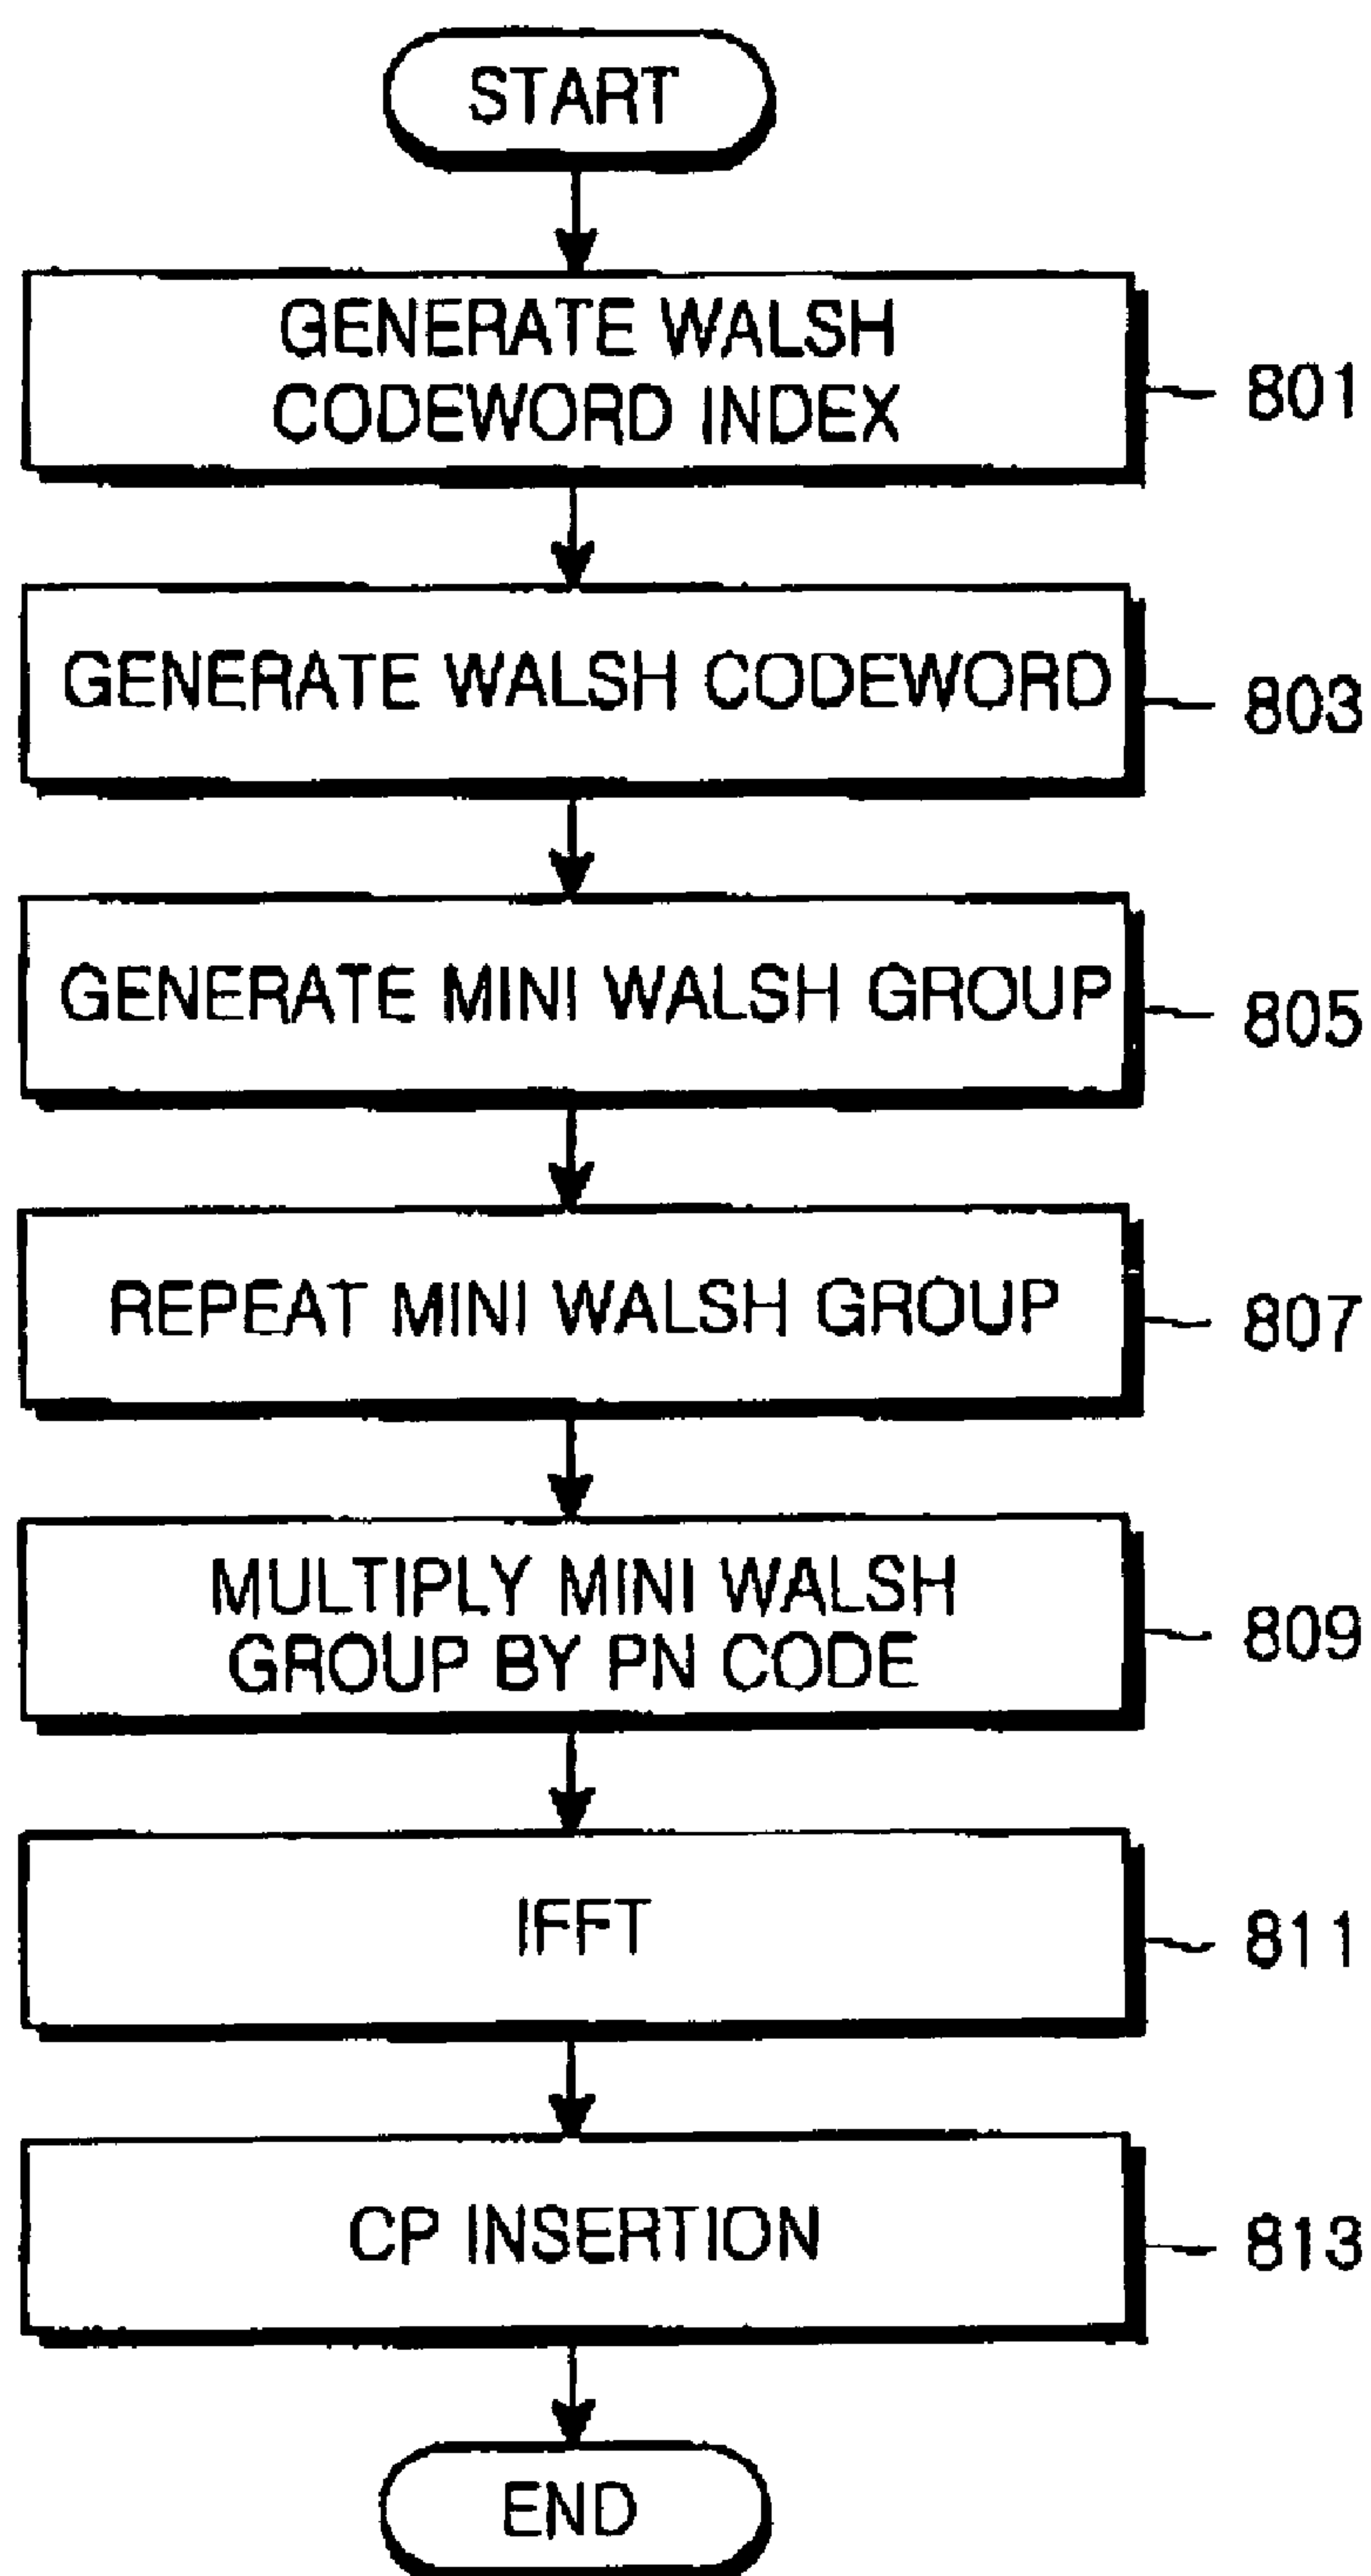 START
GENERATE WALSH
CODEWORD INDEX
801
GENERATE WALSH CODEWORD
803
GENERATE MINI WALSH GROUP
805
REPEAT MINI WALSH GROUP
807
MULTIPLY MINI WALSH
GROUP BY PN CODE
809
IFFT
811
CP INSERTION
813
END